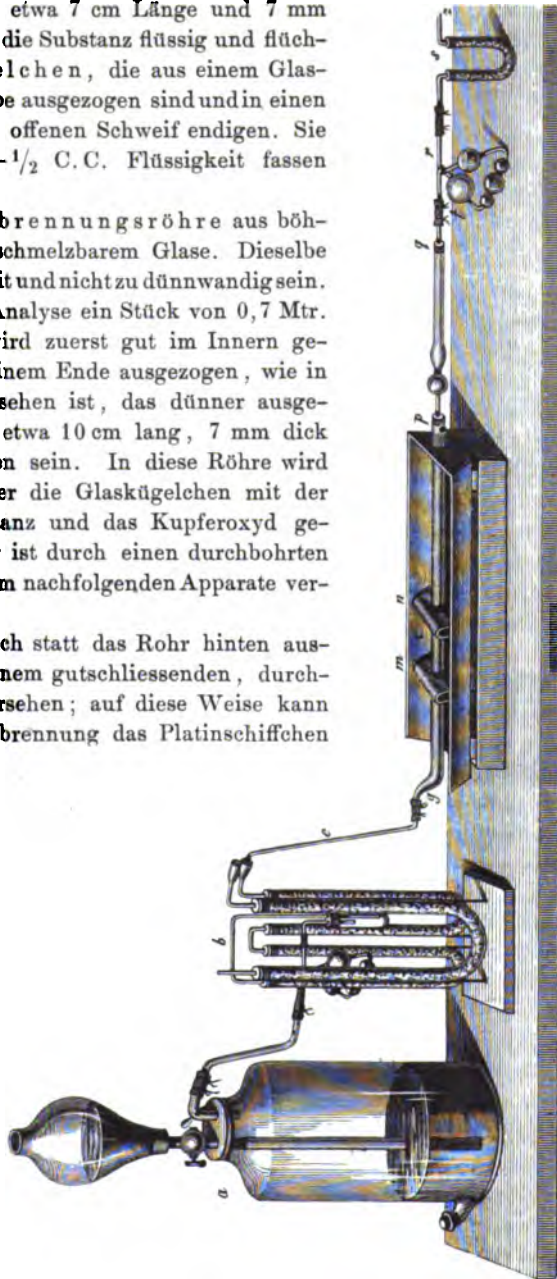 etwa 7 cm Länge und 7 mm
die Substanz flüssig und flüch-
elchen, die aus einem Glas-
be ausgezogen sind und in einen
offenen Schweif endigen. Sie
-1/2 C.C. Flüssigkeit fassen
brennungsröhre aus böh-
schmelzbarem Glase. Dieselbe
it und nicht zu dünnwandig sein.
Analyse ein Stück von 0,7 Mtr.
ird zuerst gut im Innern ge-
inem Ende ausgezogen, wie in
sehen ist, das dünner ausge-
etwa 10 cm lang, 7 mm dick
n sein. In diese Röhre wird
er die Glaskügelchen mit der
anz und das Kupferoxyd ge-
ist durch einen durchbohrten
m nachfolgenden Apparate ver-
ch statt das Rohr hinten aus-
nem gutschliessenden, durch-
rsehen; auf diese Weise kann
brennung das Platinschiffchen
s
r
t
q
p
n
m
g
c
b
a